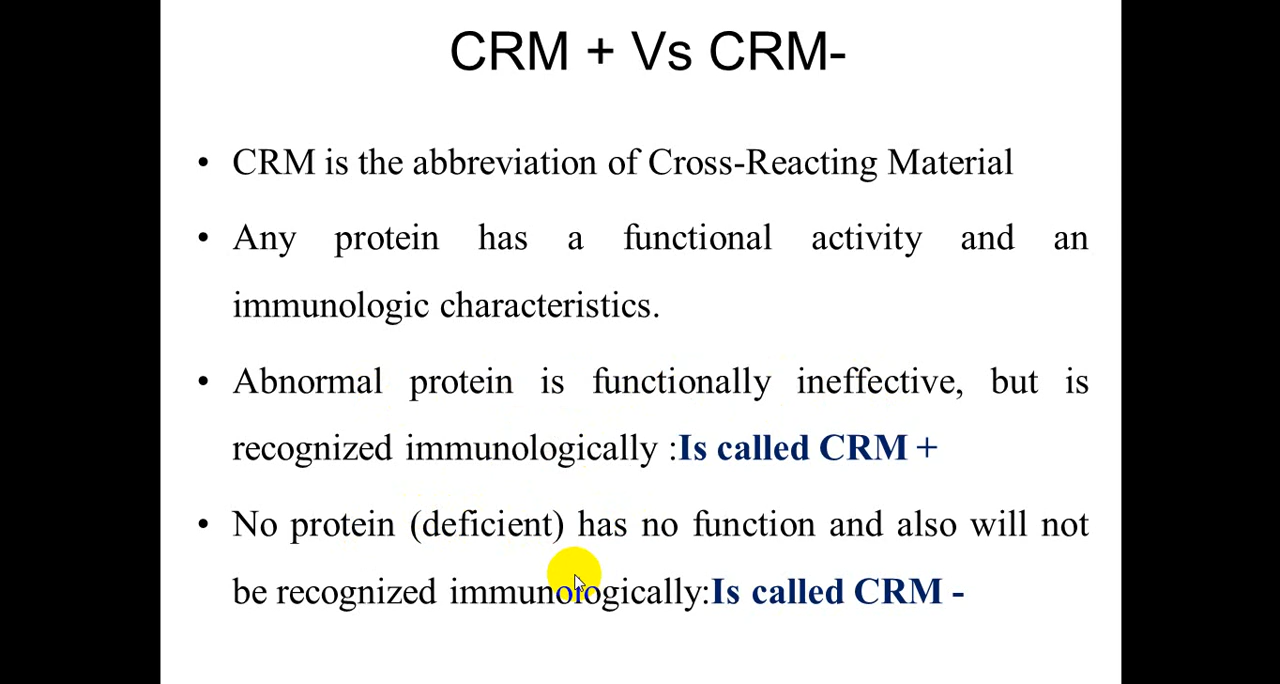 CRM + Vs CRM-
• CRM is the abbreviation of Cross-Reacting Material
• Any protein has a functional activity and an
immunologic characteristics.
• Abnormal protein is functionally ineffective, but is
recognized immunologically :Is called CRM +
• No protein (deficient) has no function and also will not
be recognized immunologically:Is called CRM -